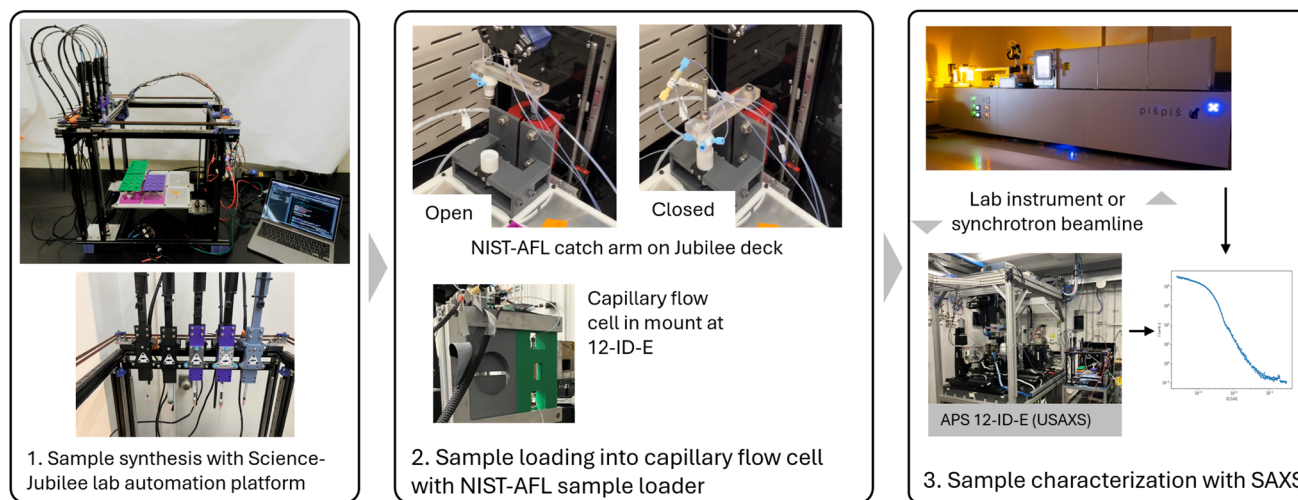 1. Sample synthesis with Science-
Jubilee lab automation platform
Open
Closed
NIST-AFL catch arm on Jubilee deck
Capillary flow
cell in mount at
12-ID-E
2. Sample loading into capillary flow cell
with NIST-AFL sample loader
pišpiš
Lab instrument or
synchrotron beamline
APS 12-ID-E (USAXS)
3. Sample characterization with SAXS